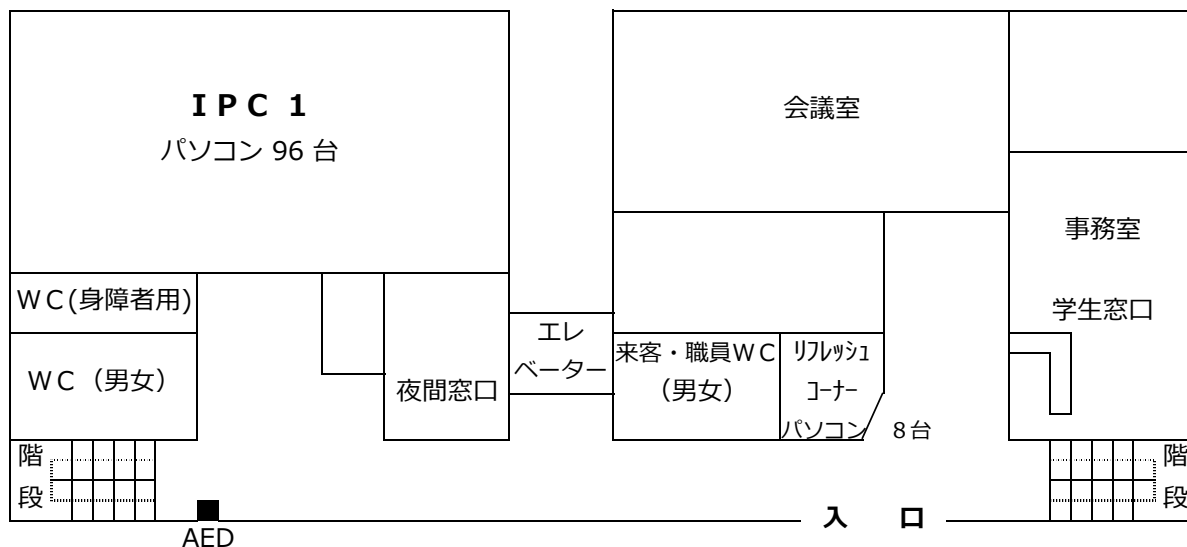 ＩＰＣ １
パソコン 96 台
会議室
事務室
学生窓口
ＷＣ(身障者用)
ＷＣ（男女）
夜間窓口
エレ
ベーター
来客・職員ＷＣ
（男女）
ﾘﾌﾚｯｼｭ
ｺｰﾅｰ
パソコン　８台
階
段
階
段
AED
入　口